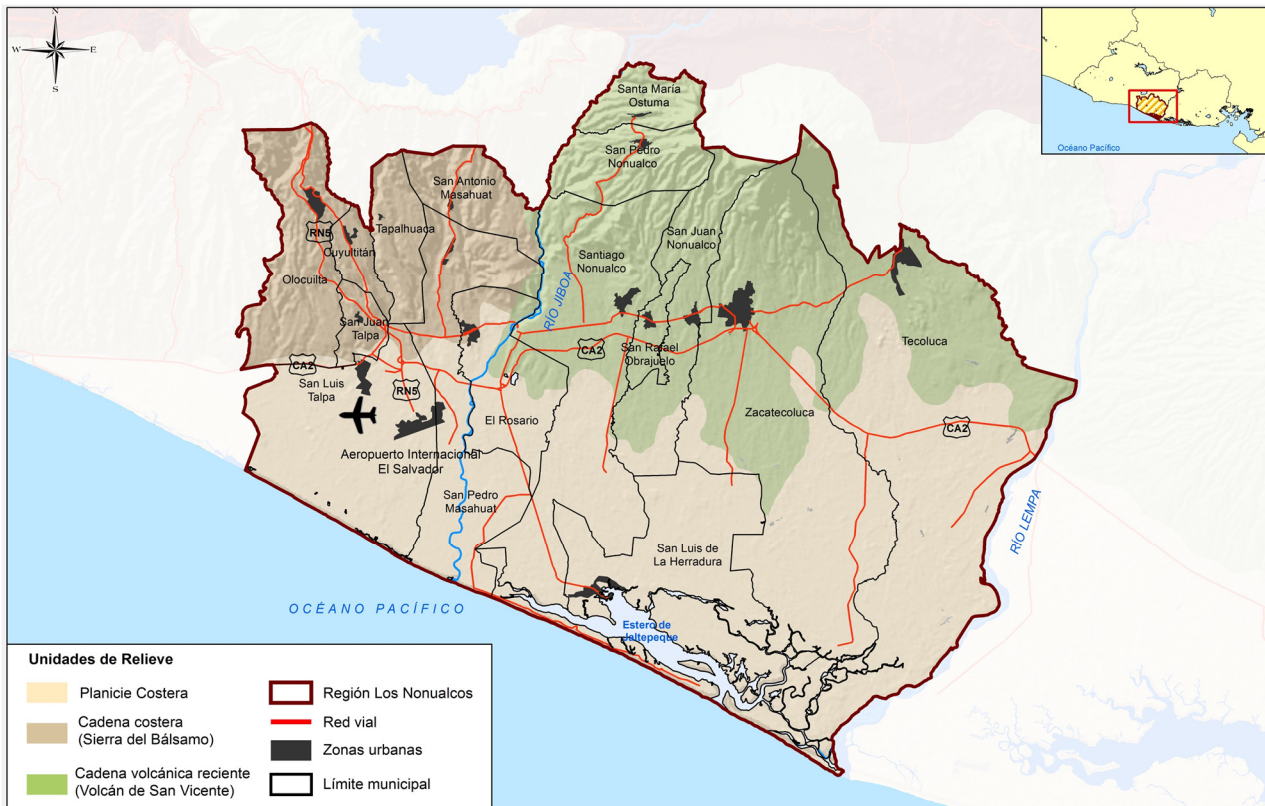 N
W
E
S
Océano Pacífico
Santa María
Ostuma
San Pedro
Nonualco
San Antonio
Masahuat
Tapalhuaca
RN5
Cuyultitán
Olocuilta
San Juan
Talpa
San Juan
Nonualco
Santiago
Nonualco
RÍO JIBOA
CA2
San Rafael
Obrajuelo
Tecoluca
CA2
San Luis
Talpa
RN5
El Rosario
Zacatecoluca
CA2
Aeropuerto Internacional
El Salvador
San Pedro
Masahuat
RÍO LEMPA
San Luis de
La Herradura
OCÉANO PACÍFICO
Estero de
Jaltepeque
Unidades de Relieve
Planicie Costera
Cadena costera
(Sierra del Bálsamo)
Cadena volcánica reciente
(Volcán de San Vicente)
Región Los Nonualcos
Red vial
Zonas urbanas
Límite municipal